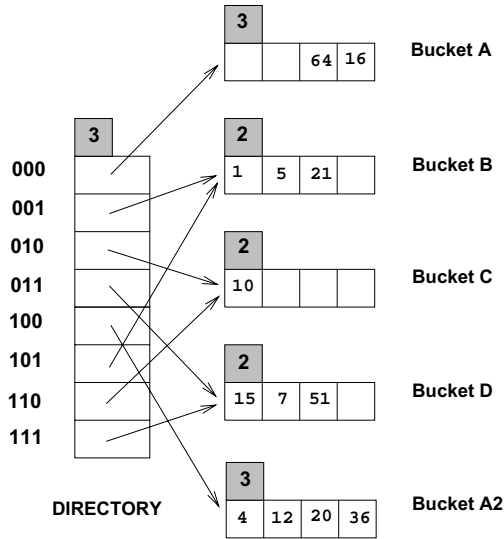 3
64 16 Bucket A
3
2
000
1 5 21 Bucket B
001
2
010
10 Bucket C
011
100
2
101
110
15 7 51 Bucket D
111
3
DIRECTORY
4 12 20 36 Bucket A2